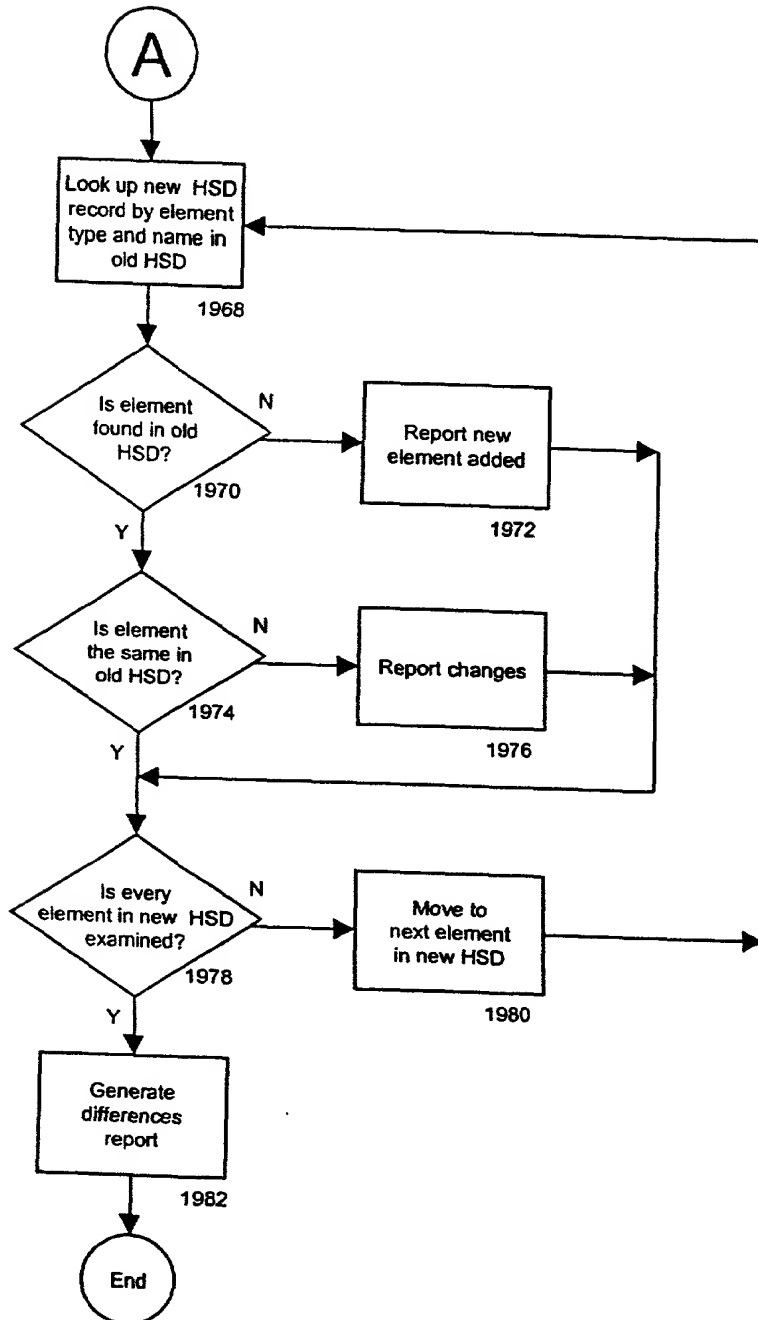 A
Look up new HSD
record by element
type and name in
old HSD
1968
Is element
found in old
HSD?
N
1970
Y
Report new
element added
1972
Is element
the same in
old HSD?
N
1974
Y
Report changes
1976
Is every
element in new HSD
examined?
N
1978
Y
Move to
next element
in new HSD
1980
Generate
differences
report
1982
End